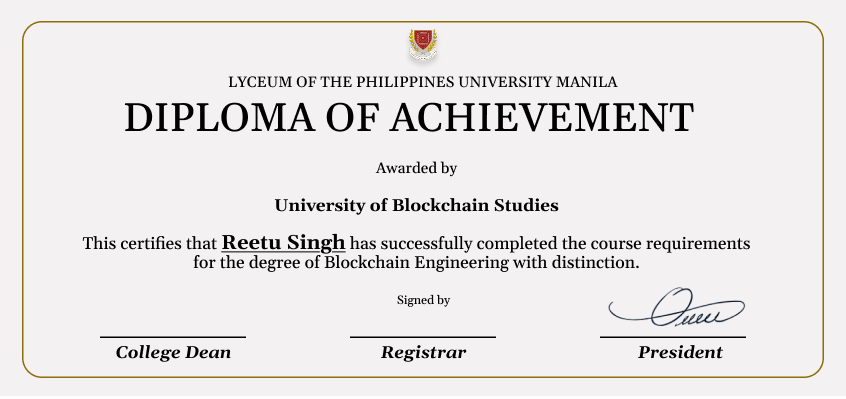 LYCEUM OF THE PHILIPPINES UNIVERSITY MANILA
DIPLOMA OF ACHIEVEMENT
Awarded by
University of Blockchain Studies
This certifies that Reetu Singh has successfully completed the course requirements
for the degree of Blockchain Engineering with distinction.
Signed by
College Dean
Registrar
President